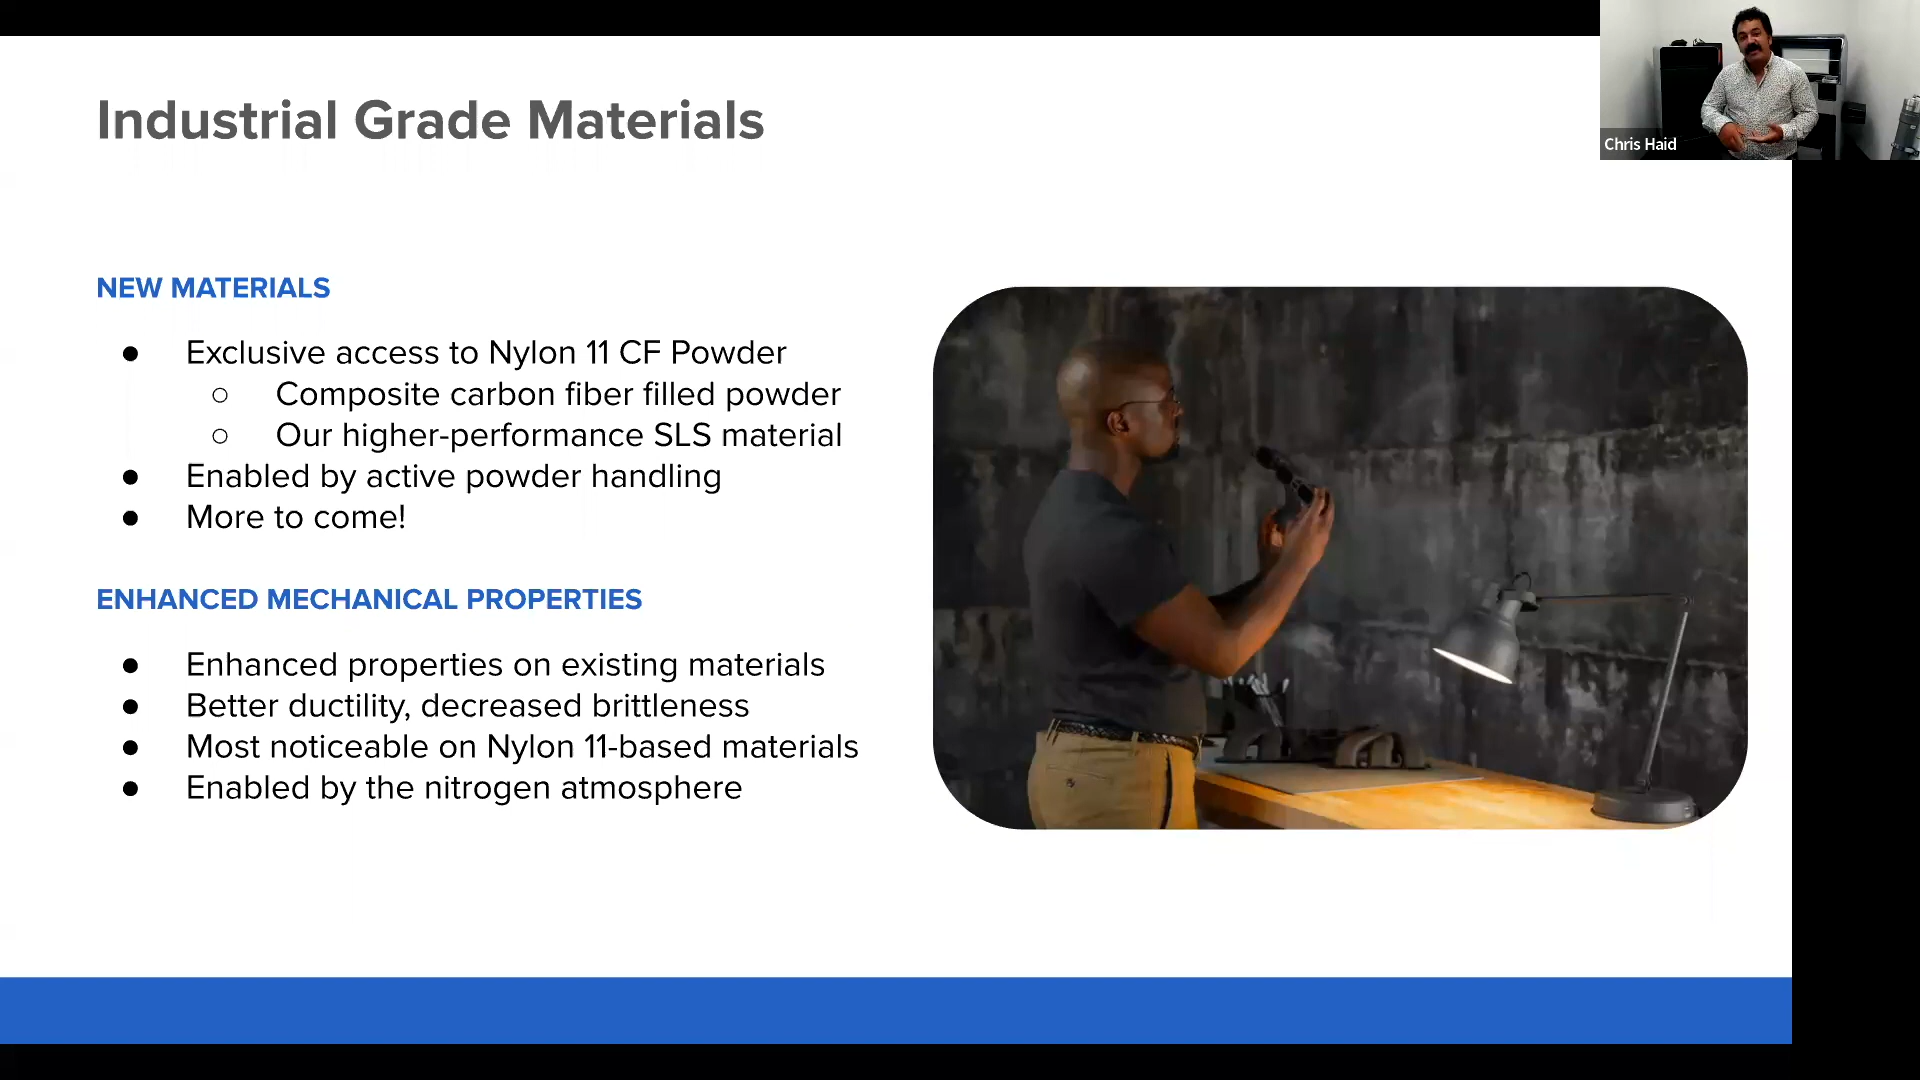 Industrial Grade Materials
Chris Haid
NEW MATERIALS
● Exclusive access to Nylon 11 CF Powder
○ Composite carbon fiber filled powder
○ Our higher-performance SLS material
● Enabled by active powder handling
● More to come!
ENHANCED MECHANICAL PROPERTIES
● Enhanced properties on existing materials
● Better ductility, decreased brittleness
● Most noticeable on Nylon 11-based materials
● Enabled by the nitrogen atmosphere